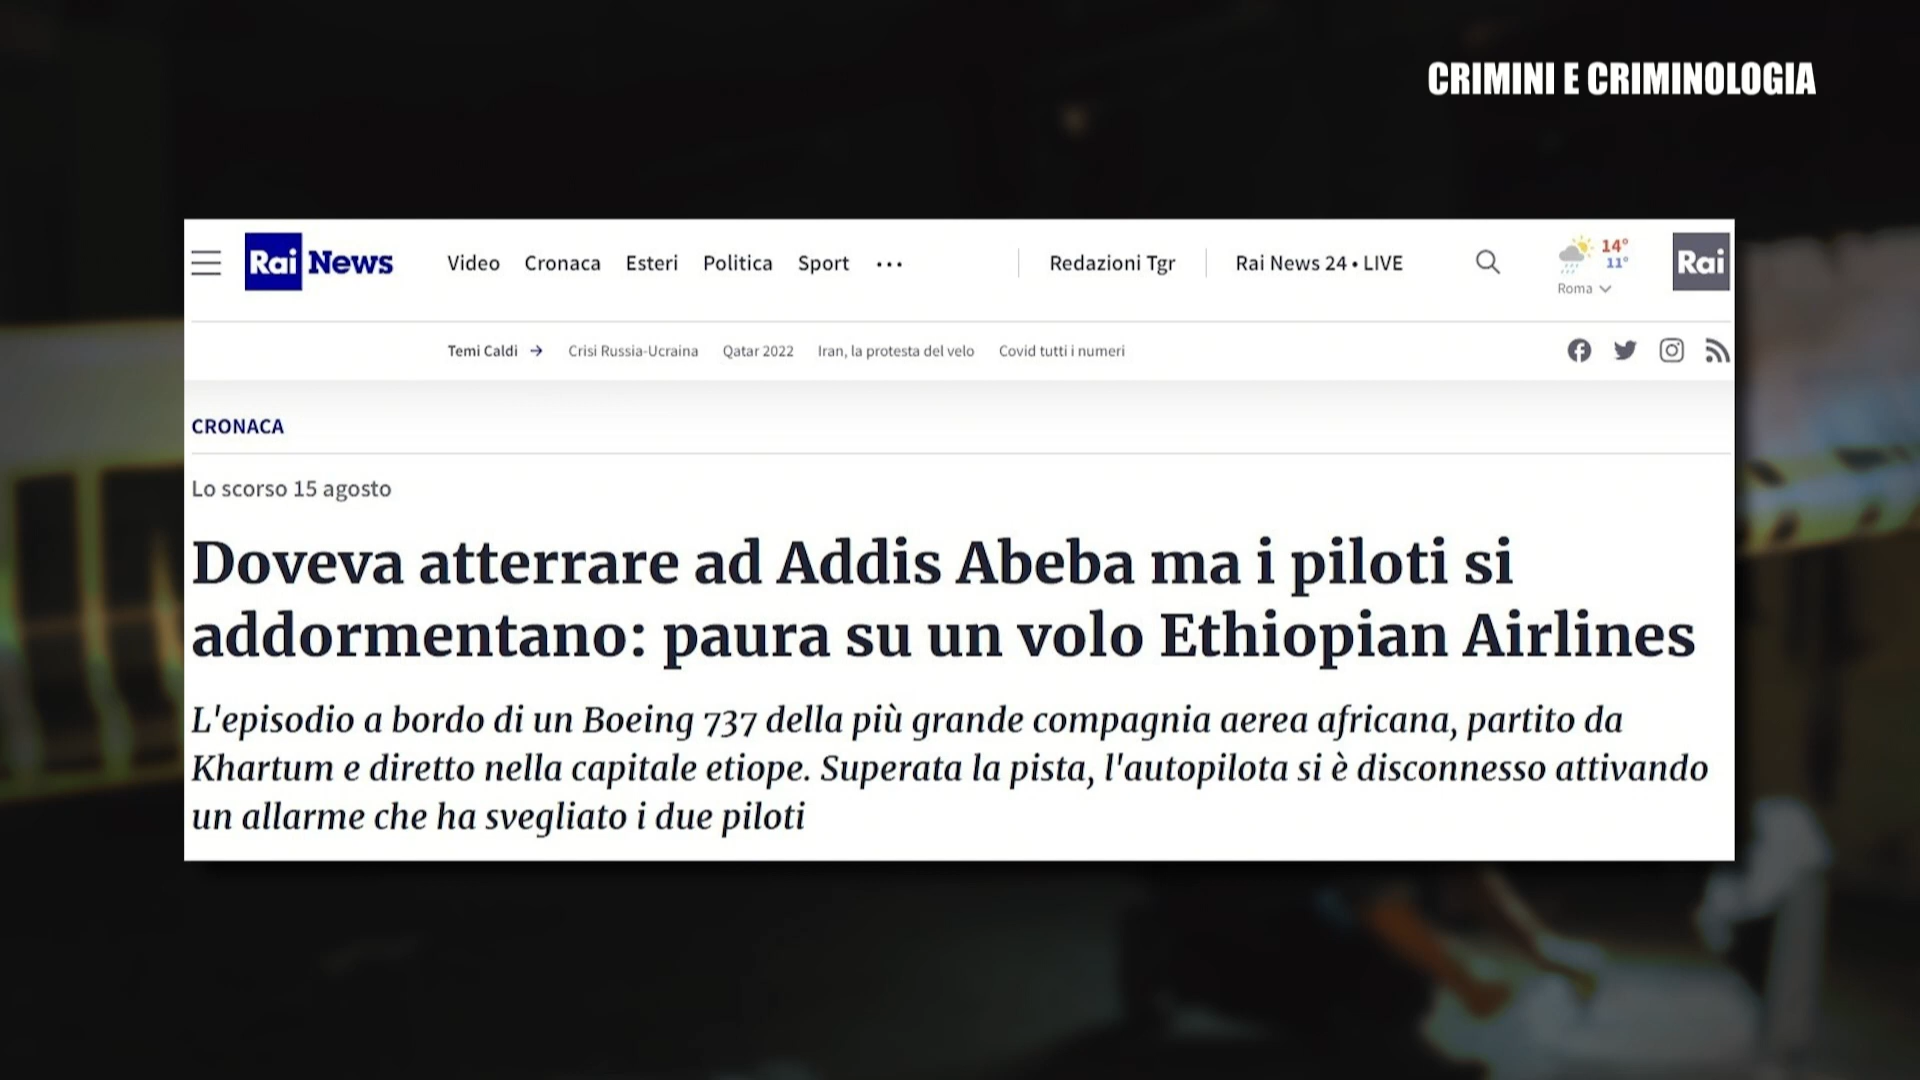 CRIMINI E CRIMINOLOGIA
Rai News
Video Cronaca Esteri Politica Sport ...
Redazioni Tgr
Rai News 24 • LIVE
14°
11°
Roma
Rai
Temi Caldi → Crisi Russia-Ucraina Qatar 2022 Iran, la protesta del velo Covid tutti i numeri
CRONACA
Lo scorso 15 agosto
Doveva atterrare ad Addis Abeba ma i piloti si
addormentano: paura su un volo Ethiopian Airlines
L'episodio a bordo di un Boeing 737 della più grande compagnia aerea africana, partito da
Khartum e diretto nella capitale etiope. Superata la pista, l'autopilota si è disconnesso attivando
un allarme che ha svegliato i due piloti